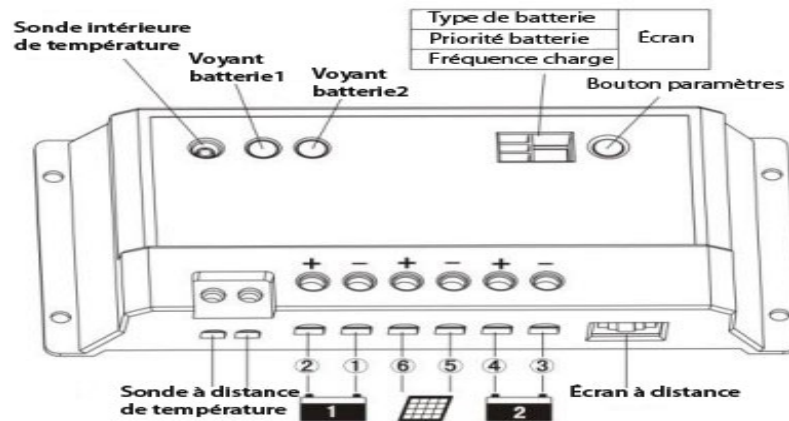 Sonde intérieure
de température
Voyant
batterie1
Voyant
batterie2
Type de batterie
Priorité batterie
Fréquence charge
Écran
Bouton paramètres
+ − + − + −
② ① ⑥ ⑤ ④ ③
Sonde à distance
de température
1
2
Écran à distance